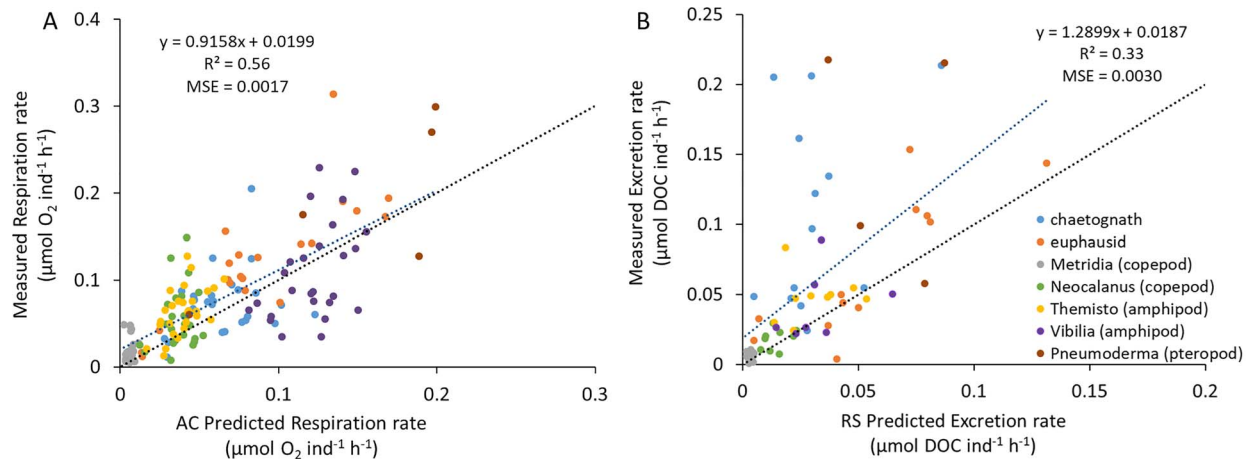 A
y = 0.9158x + 0.0199
R² = 0.56
MSE = 0.0017
Measured Respiration rate
(µmol O₂ ind⁻¹ h⁻¹)
0.4
0.3
0.2
0.1
0
0
0.1
0.2
0.3
AC Predicted Respiration rate
(µmol O₂ ind⁻¹ h⁻¹)
B
y = 1.2899x + 0.0187
R² = 0.33
MSE = 0.0030
Measured Excretion rate
(µmol DOC ind⁻¹ h⁻¹)
0.25
0.2
0.15
0.1
0.05
0
0
0.05
0.1
0.15
0.2
RS Predicted Excretion rate
(µmol DOC ind⁻¹ h⁻¹)
chaetognath
euphausid
Metridia (copepod)
Neocalanus (copepod)
Themisto (amphipod)
Vibilia (amphipod)
Pneumoderma (pteropod)